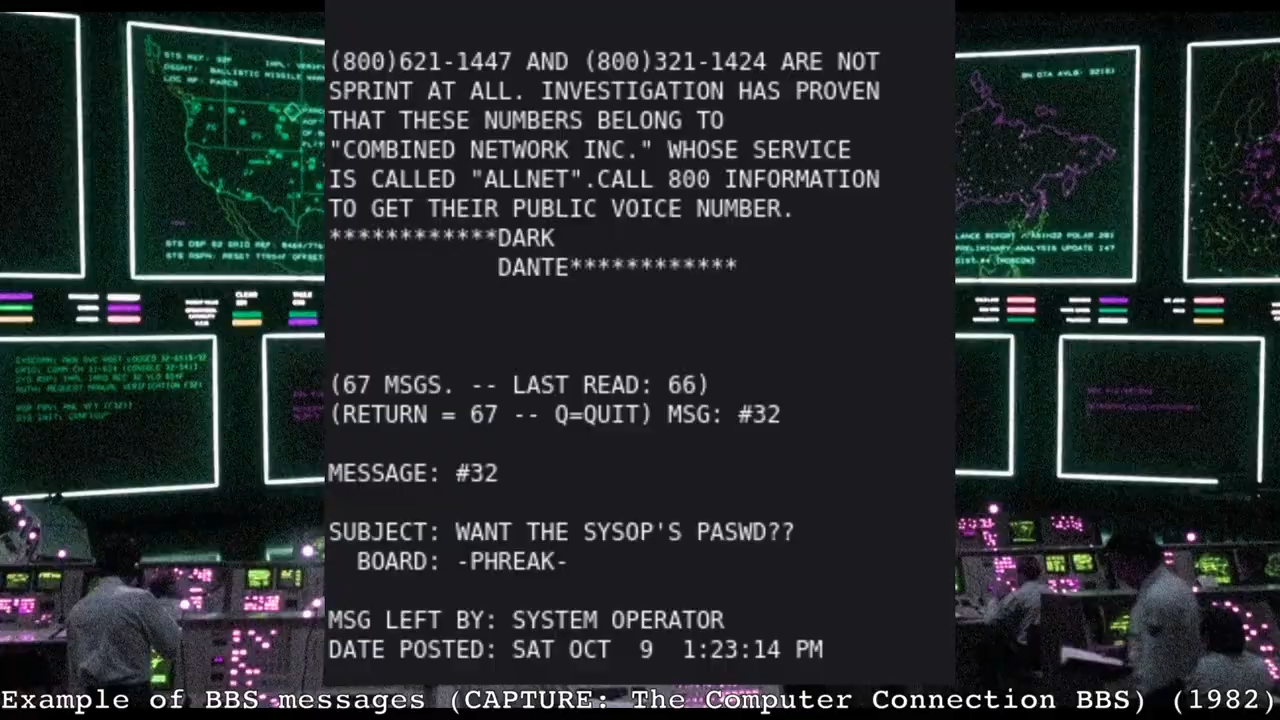 (800)621-1447 AND (800)321-1424 ARE NOT
SPRINT AT ALL. INVESTIGATION HAS PROVEN
THAT THESE NUMBERS BELONG TO
"COMBINED NETWORK INC." WHOSE SERVICE
IS CALLED "ALLNET".CALL 800 INFORMATION
TO GET THEIR PUBLIC VOICE NUMBER.
************DARK
DANTE************
(67 MSGS. -- LAST READ: 66)
(RETURN = 67 -- Q=QUIT) MSG: #32
MESSAGE: #32
SUBJECT: WANT THE SYSOP'S PASWD??
BOARD: -PHREAK-
MSG LEFT BY: SYSTEM OPERATOR
DATE POSTED: SAT OCT 9 1:23:14 PM
Example of BBS messages (CAPTURE: The Computer Connection BBS) (1982)